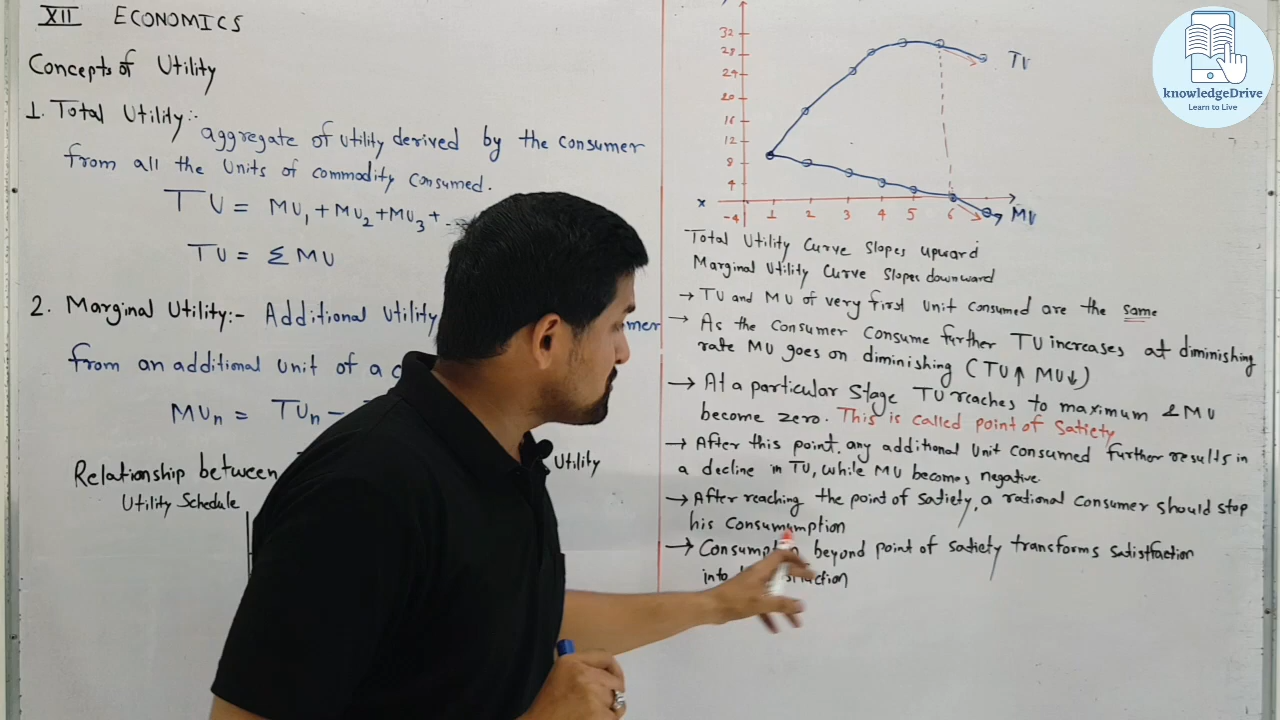 XII ECONOMICS
Concepts of Utility
1. Total Utility:-
aggregate of utility derived by the consumer
from all the units of commodity consumed.
TU = MU1 + MU2 + MU3 +
TU = Σ MU
2. Marginal Utility:- Additional utility
from an additional unit of a
MUn = TUn -
Relationship between
Utility
Utility Schedule
32
28
24
20
16
12
8
4
x
-4 1 2 3 4 5 6
TU
MU
Total Utility Curve slopes upward
Marginal Utility Curve slopes downward
→ TU and MU of very first unit consumed are the same
→ As the consumer consume further TU increases at diminishing
rate MU goes on diminishing (TU↑ MU↓)
→ At a particular stage TU reaches to maximum & MU
become zero. This is called point of Satiety
→ After this point, any additional unit consumed further results in
a decline in TU, while MU becomes negative.
→ After reaching the point of satiety, a rational consumer should stop
his consumumption
→ beyond point of satiety transforms satisfraction
knowledgeDrive
Learn to Live